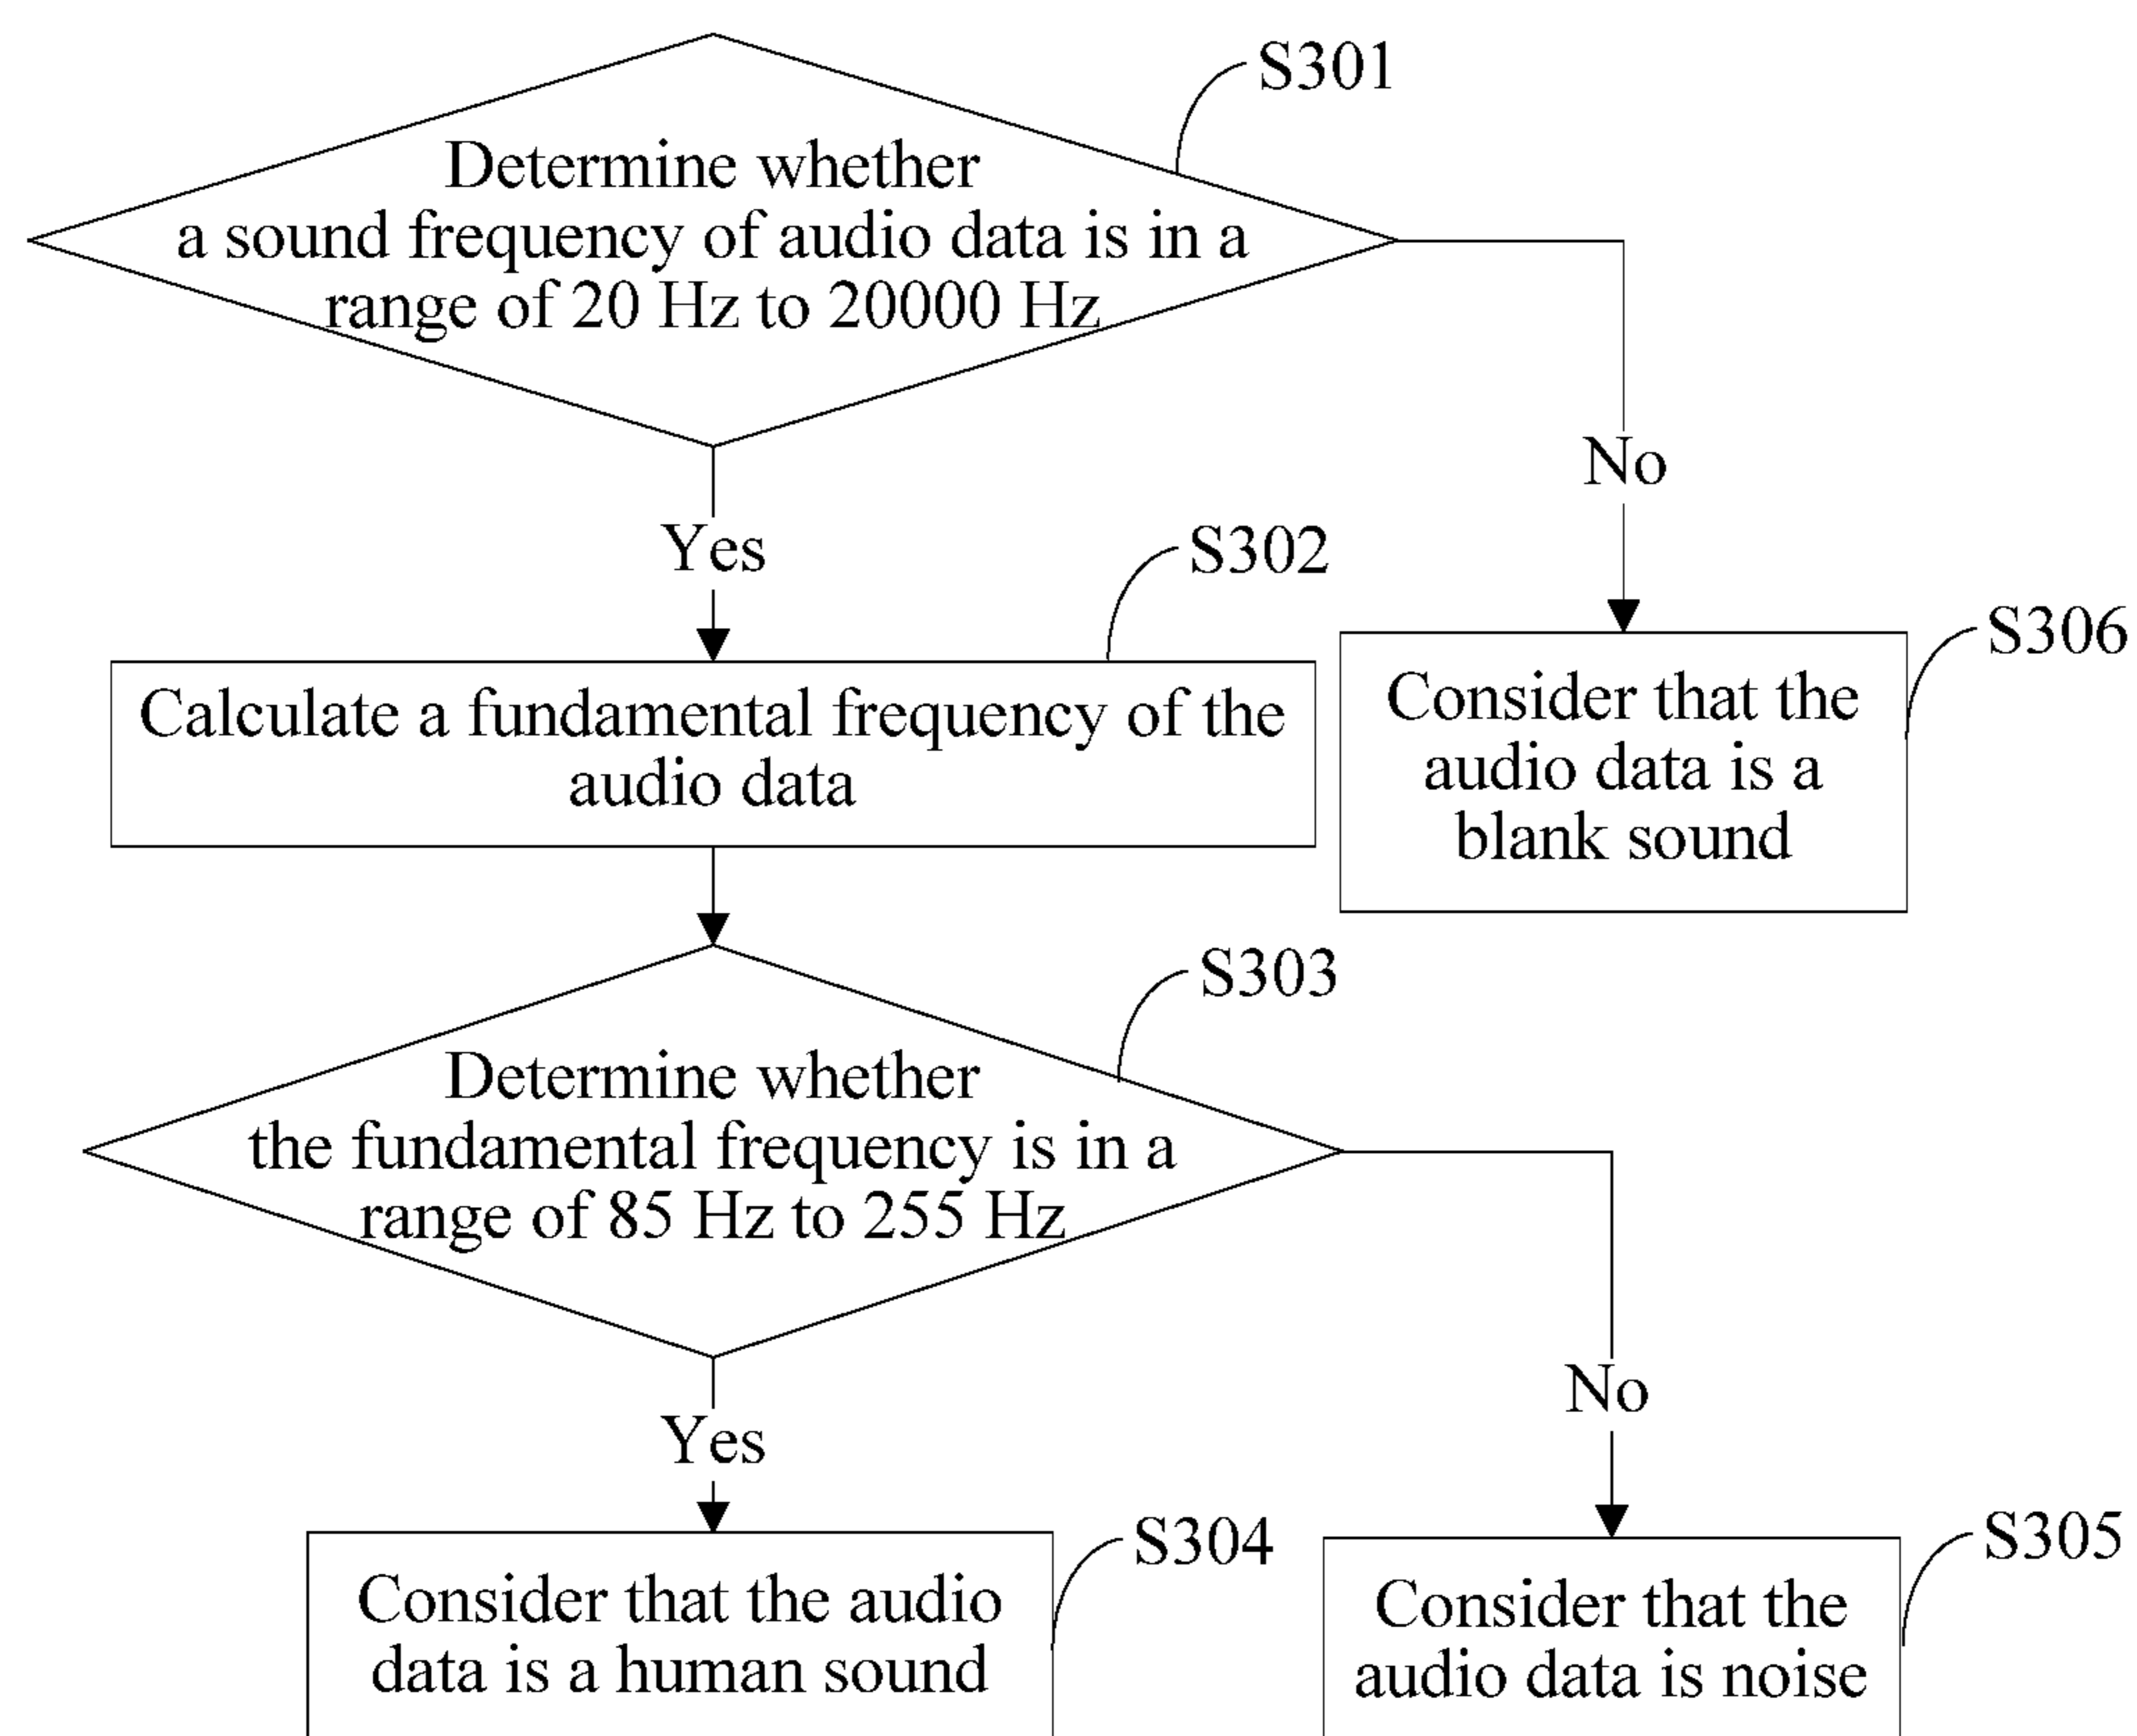 S301
Determine whether
a sound frequency of audio data is in a
range of 20 Hz to 20000 Hz
No
Yes
S302
S306
Calculate a fundamental frequency of the
audio data
Consider that the
audio data is a
blank sound
S303
Determine whether
the fundamental frequency is in a
range of 85 Hz to 255 Hz
No
Yes
S304
S305
Consider that the audio
data is a human sound
Consider that the
audio data is noise